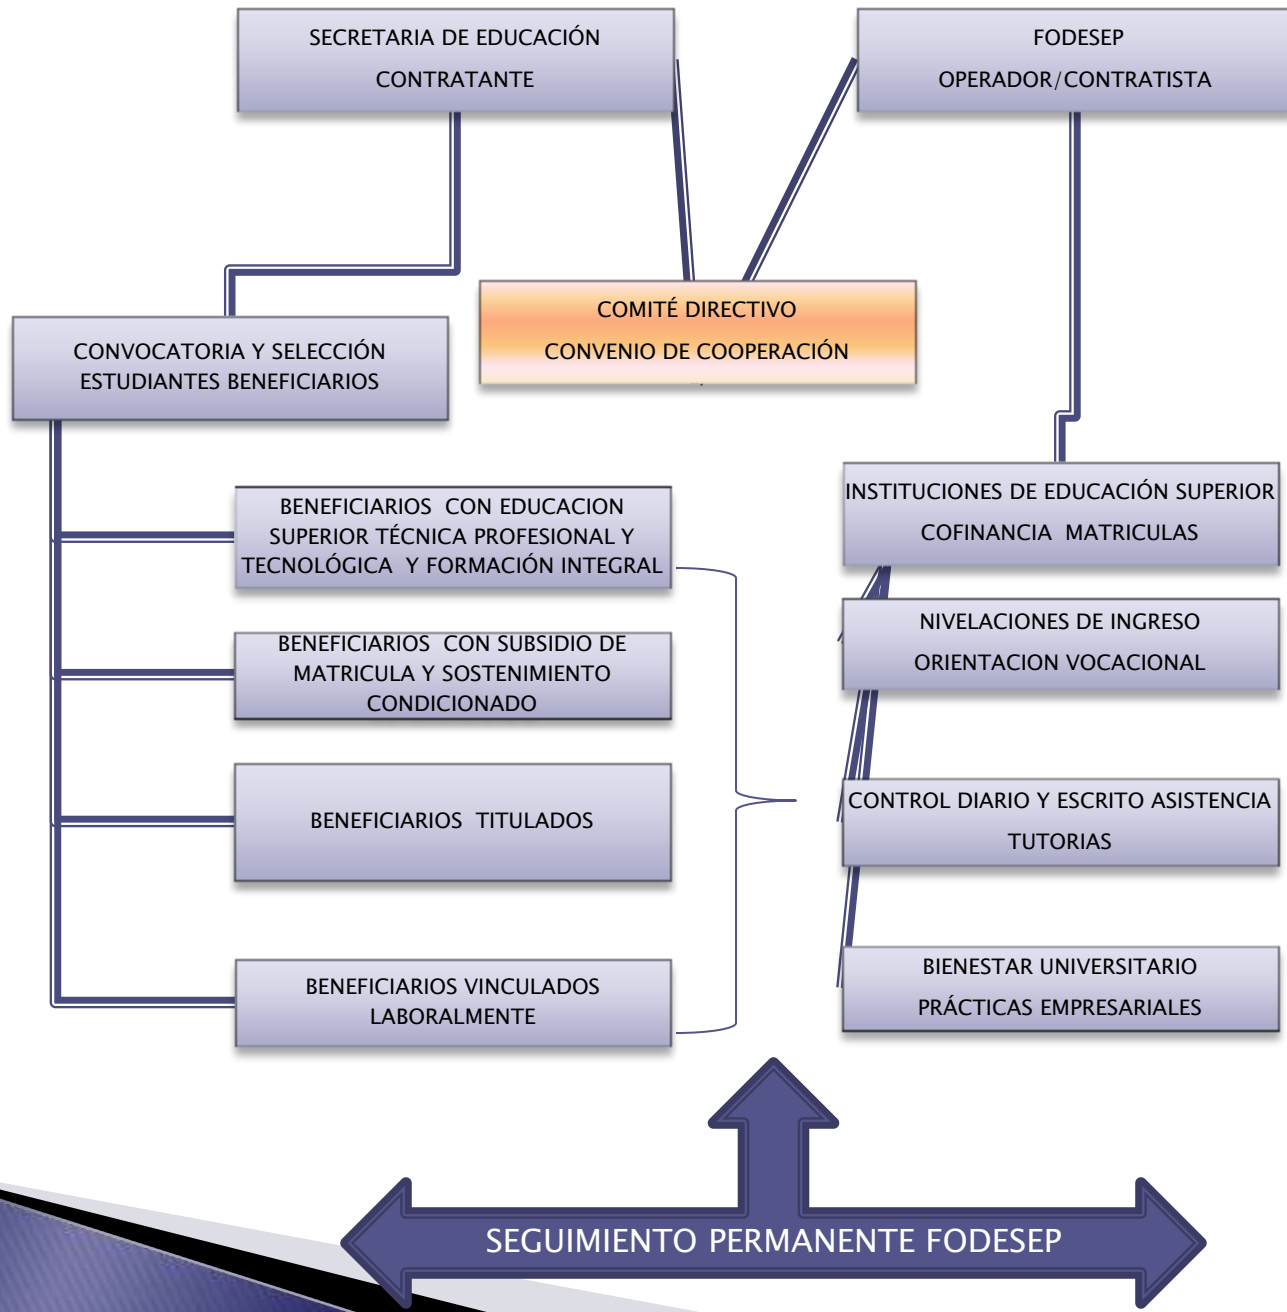 SECRETARIA DE EDUCACIÓN
CONTRATANTE
FODESEP
OPERADOR/CONTRATISTA
COMITÉ DIRECTIVO
CONVENIO DE COOPERACIÓN
CONVOCATORIA Y SELECCIÓN
ESTUDIANTES BENEFICIARIOS
BENEFICIARIOS CON EDUCACION
SUPERIOR TÉCNICA PROFESIONAL Y
TECNOLÓGICA Y FORMACIÓN INTEGRAL
BENEFICIARIOS CON SUBSIDIO DE
MATRICULA Y SOSTENIMIENTO
CONDICIONADO
BENEFICIARIOS TITULADOS
BENEFICIARIOS VINCULADOS
LABORALMENTE
INSTITUCIONES DE EDUCACIÓN SUPERIOR
COFINANCIA MATRICULAS
NIVELACIONES DE INGRESO
ORIENTACION VOCACIONAL
CONTROL DIARIO Y ESCRITO ASISTENCIA
TUTORIAS
BIENESTAR UNIVERSITARIO
PRÁCTICAS EMPRESARIALES
SEGUIMIENTO PERMANENTE FODESEP